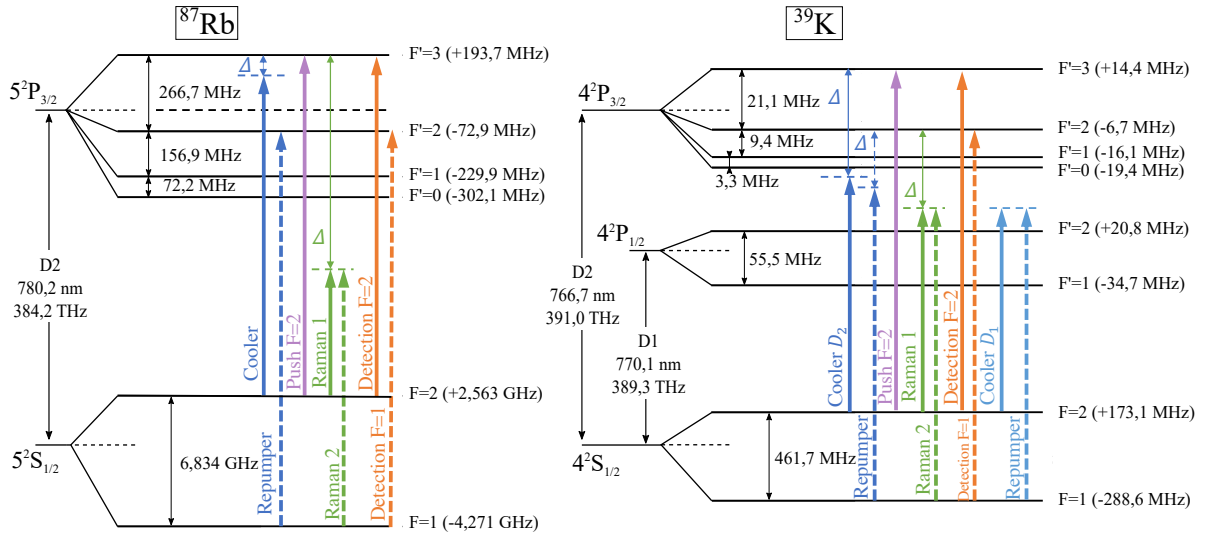 ⁸⁷Rb
F'=3 (+193,7 MHz)
Δ
266,7 MHz
5²P₃/₂
F'=2 (-72,9 MHz)
156,9 MHz
F'=1 (-229,9 MHz)
72,2 MHz
F'=0 (-302,1 MHz)
Δ
D2
780,2 nm
384,2 THz
Cooler
Push F=2
Raman 1
Detection F=2
F=2 (+2,563 GHz)
5²S₁/₂
6,834 GHz
Repumper
Raman 2
Detection F=1
F=1 (-4,271 GHz)
³⁹K
F'=3 (+14,4 MHz)
4²P₃/₂
21,1 MHz
Δ
F'=2 (-6,7 MHz)
9,4 MHz
Δ
Δ
F'=1 (-16,1 MHz)
F'=0 (-19,4 MHz)
3,3 MHz
4²P₁/₂
F'=2 (+20,8 MHz)
55,5 MHz
F'=1 (-34,7 MHz)
D2
766,7 nm
391,0 THz
D1
770,1 nm
389,3 THz
Cooler D₂
Push F=2
Raman 1
Detection F=2
Cooler D₁
F=2 (+173,1 MHz)
4²S₁/₂
461,7 MHz
Repumper
Raman 2
Detection F=1
Repumper
F=1 (-288,6 MHz)